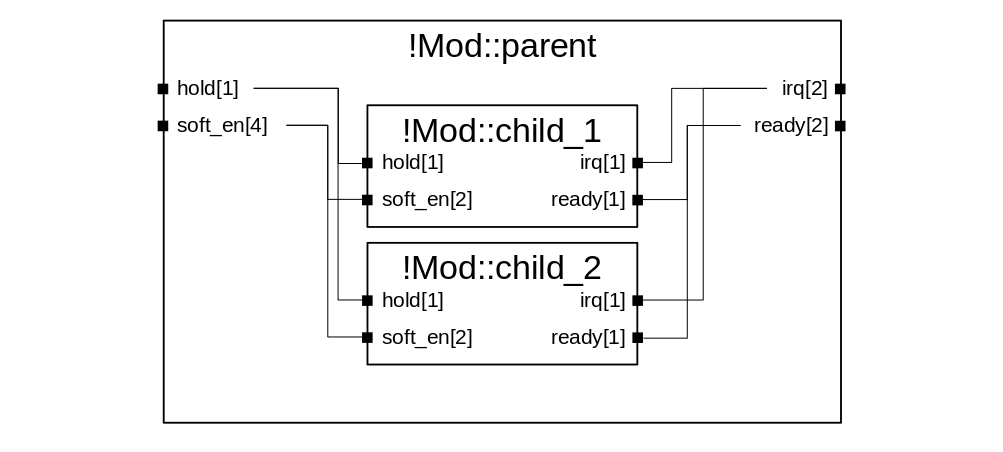 !Mod::parent
hold[1]
irq[2]
soft_en[4]
ready[2]
!Mod::child_1
hold[1]
irq[1]
soft_en[2]
ready[1]
!Mod::child_2
hold[1]
irq[1]
soft_en[2]
ready[1]